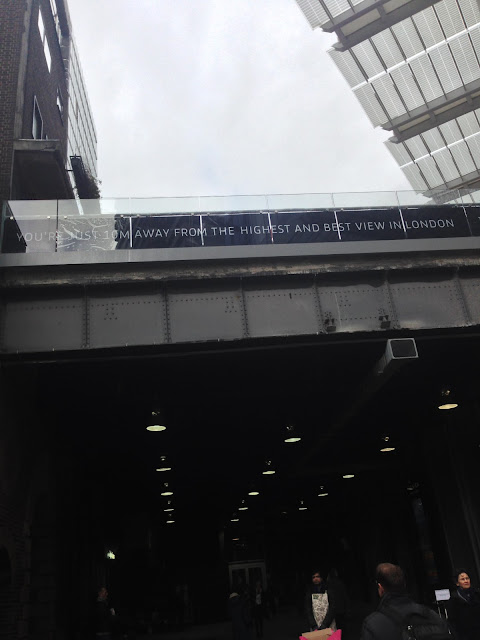 YOU'RE JUST 10M AWAY FROM THE HIGHEST AND BEST VIEW IN LONDON